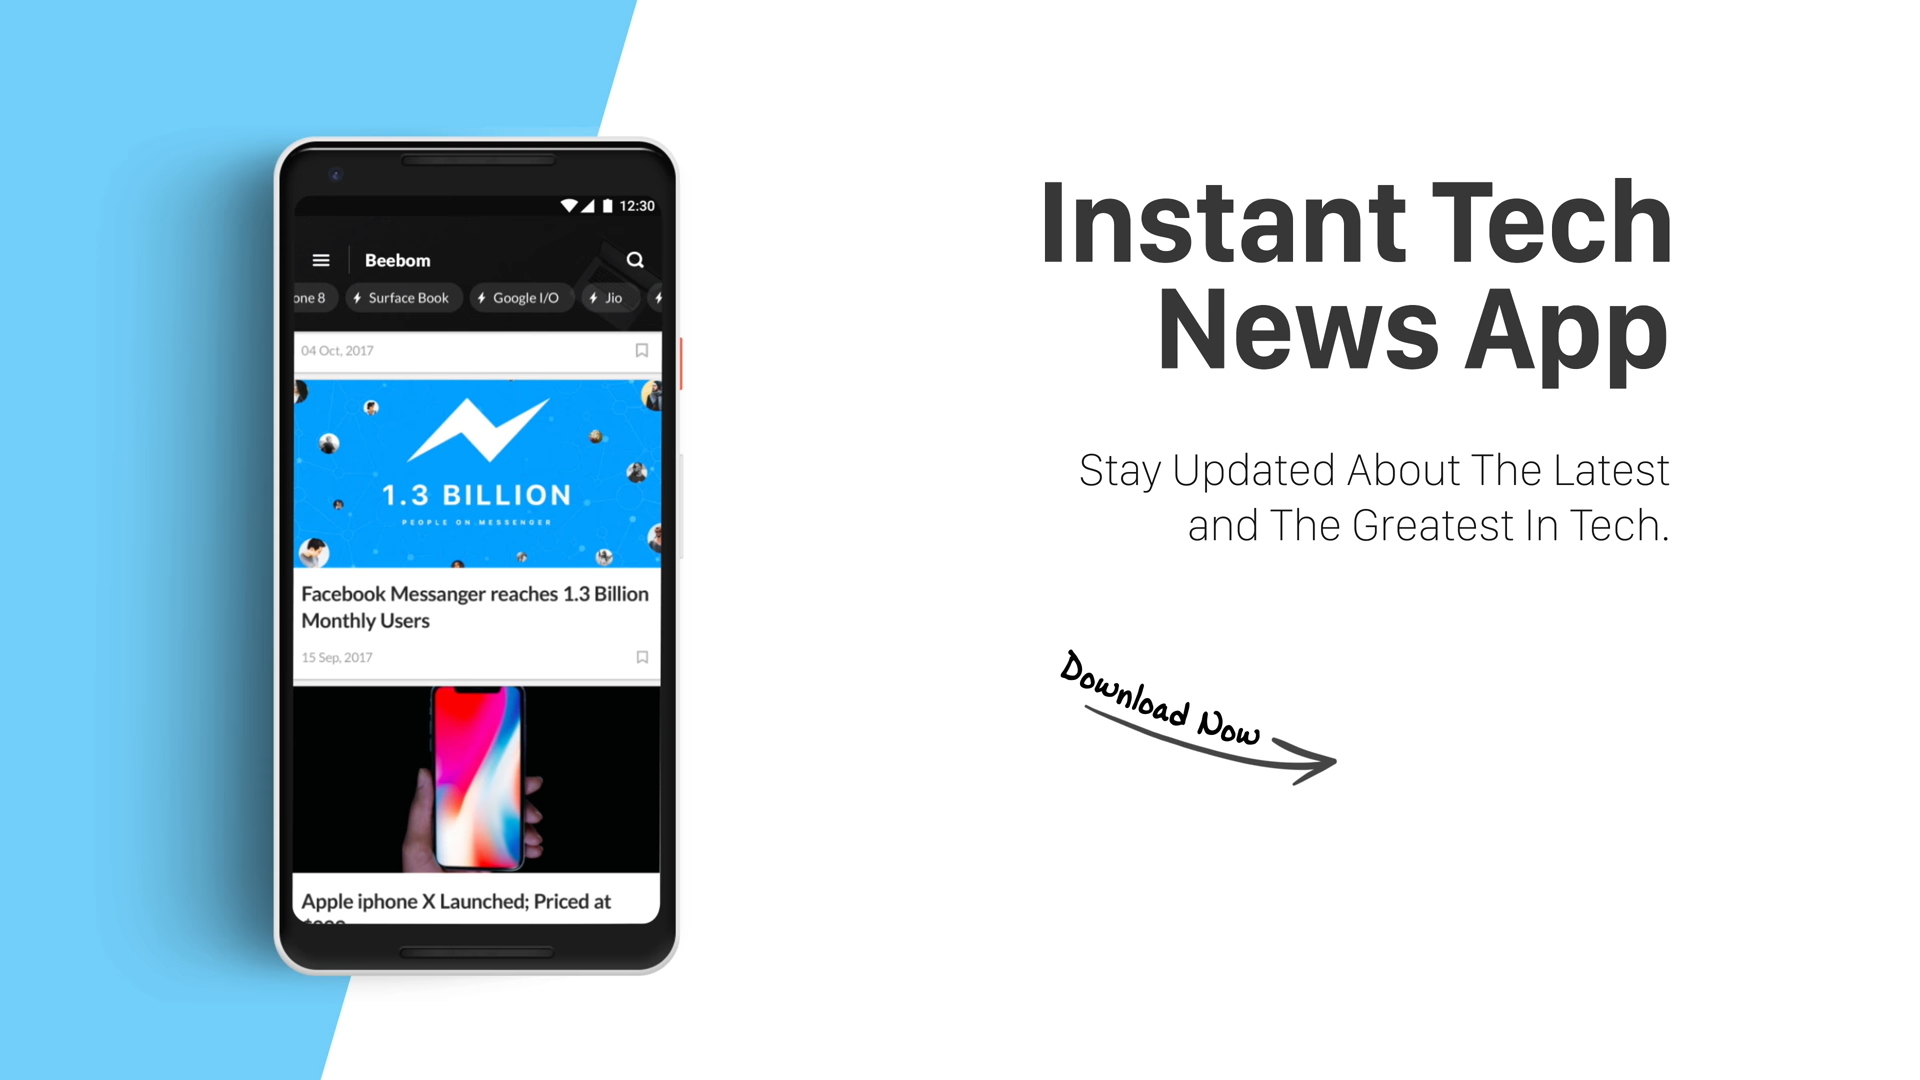 12:30
Beebom
one 8 Surface Book Google I/O Jio
04 Oct, 2017
1.3 BILLION
PEOPLE ON MESSENGER
Facebook Messanger reaches 1.3 Billion
Monthly Users
15 Sep, 2017
Apple iphone X Launched; Priced at
Instant Tech
News App
Stay Updated About The Latest
and The Greatest In Tech.
Download Now